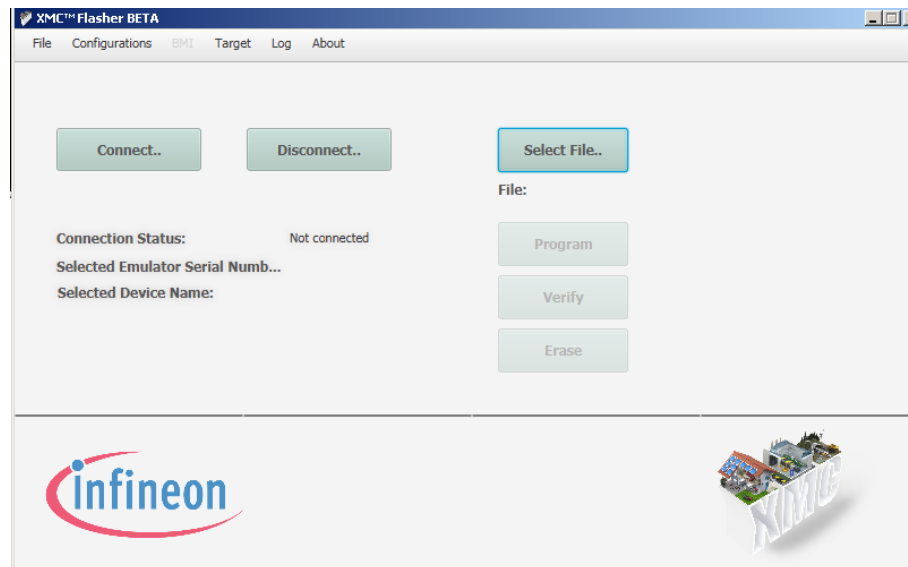 XMC™ Flasher BETA
File Configurations BMI Target Log About
Connect.. Disconnect.. Select File..
File:
Connection Status: Not connected
Selected Emulator Serial Numb...
Selected Device Name:
Program
Verify
Erase
infineon
XMC